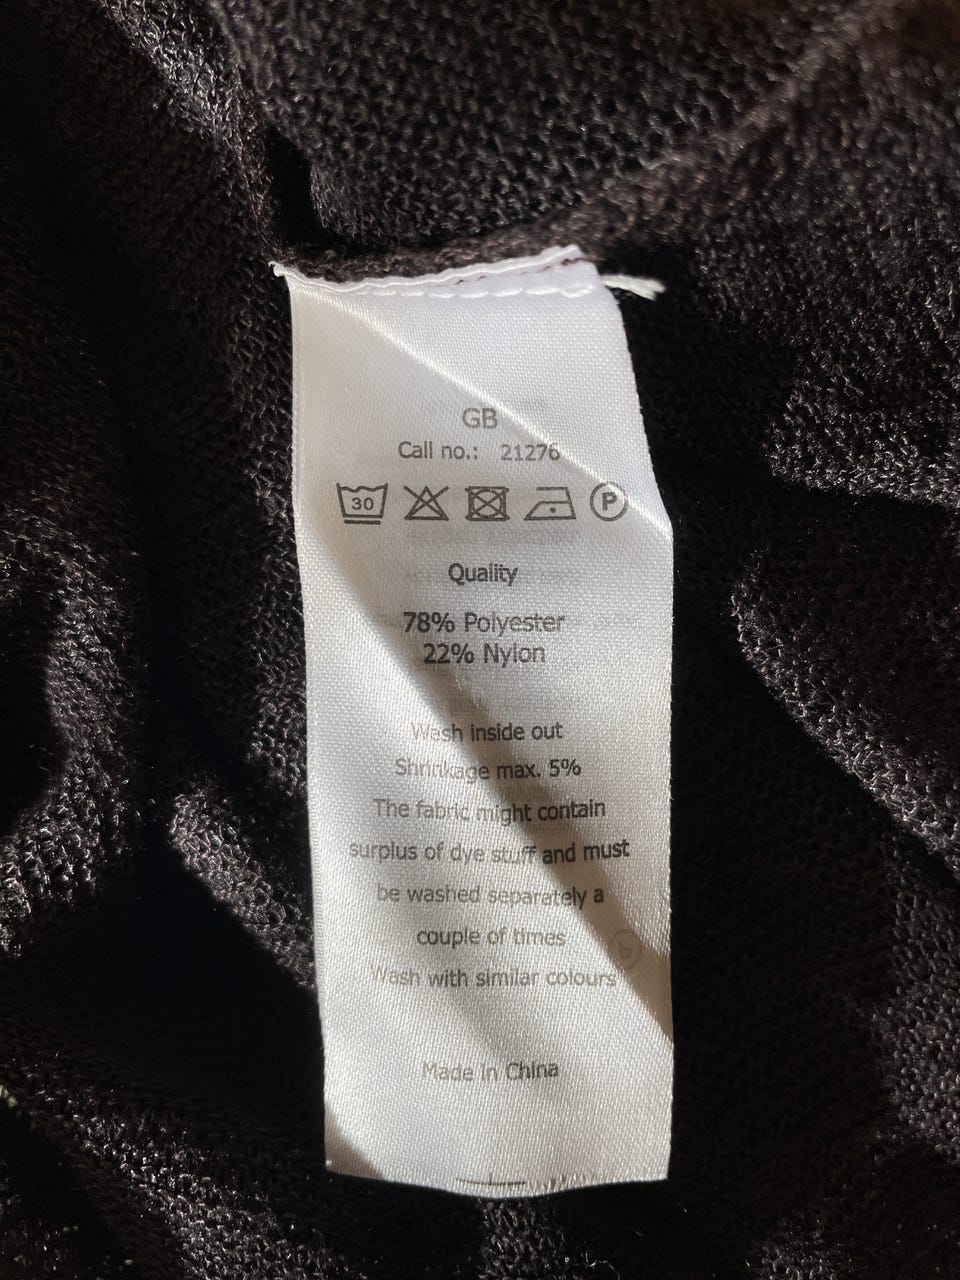 GB
Call no.: 21276
30 P
Quality
78% Polyester
22% Nylon
Wash inside out
Shrinkage max. 5%
The fabric might contain
surplus of dye stuff and must
be washed separately a
couple of times
Wash with similar colours
Made in China